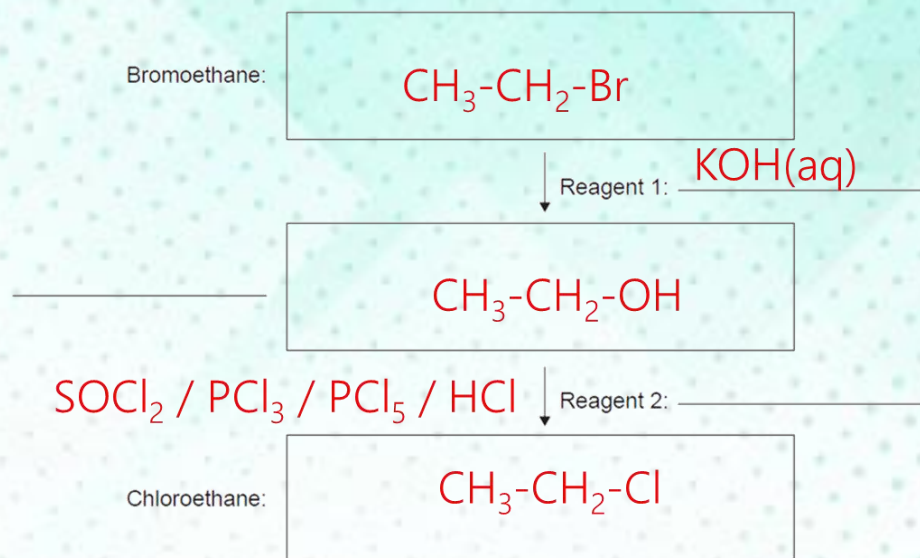 Bromoethane:
CH₃-CH₂-Br
Reagent 1: KOH(aq)
CH₃-CH₂-OH
SOCl₂ / PCl₃ / PCl₅ / HCl
Reagent 2:
Chloroethane:
CH₃-CH₂-Cl